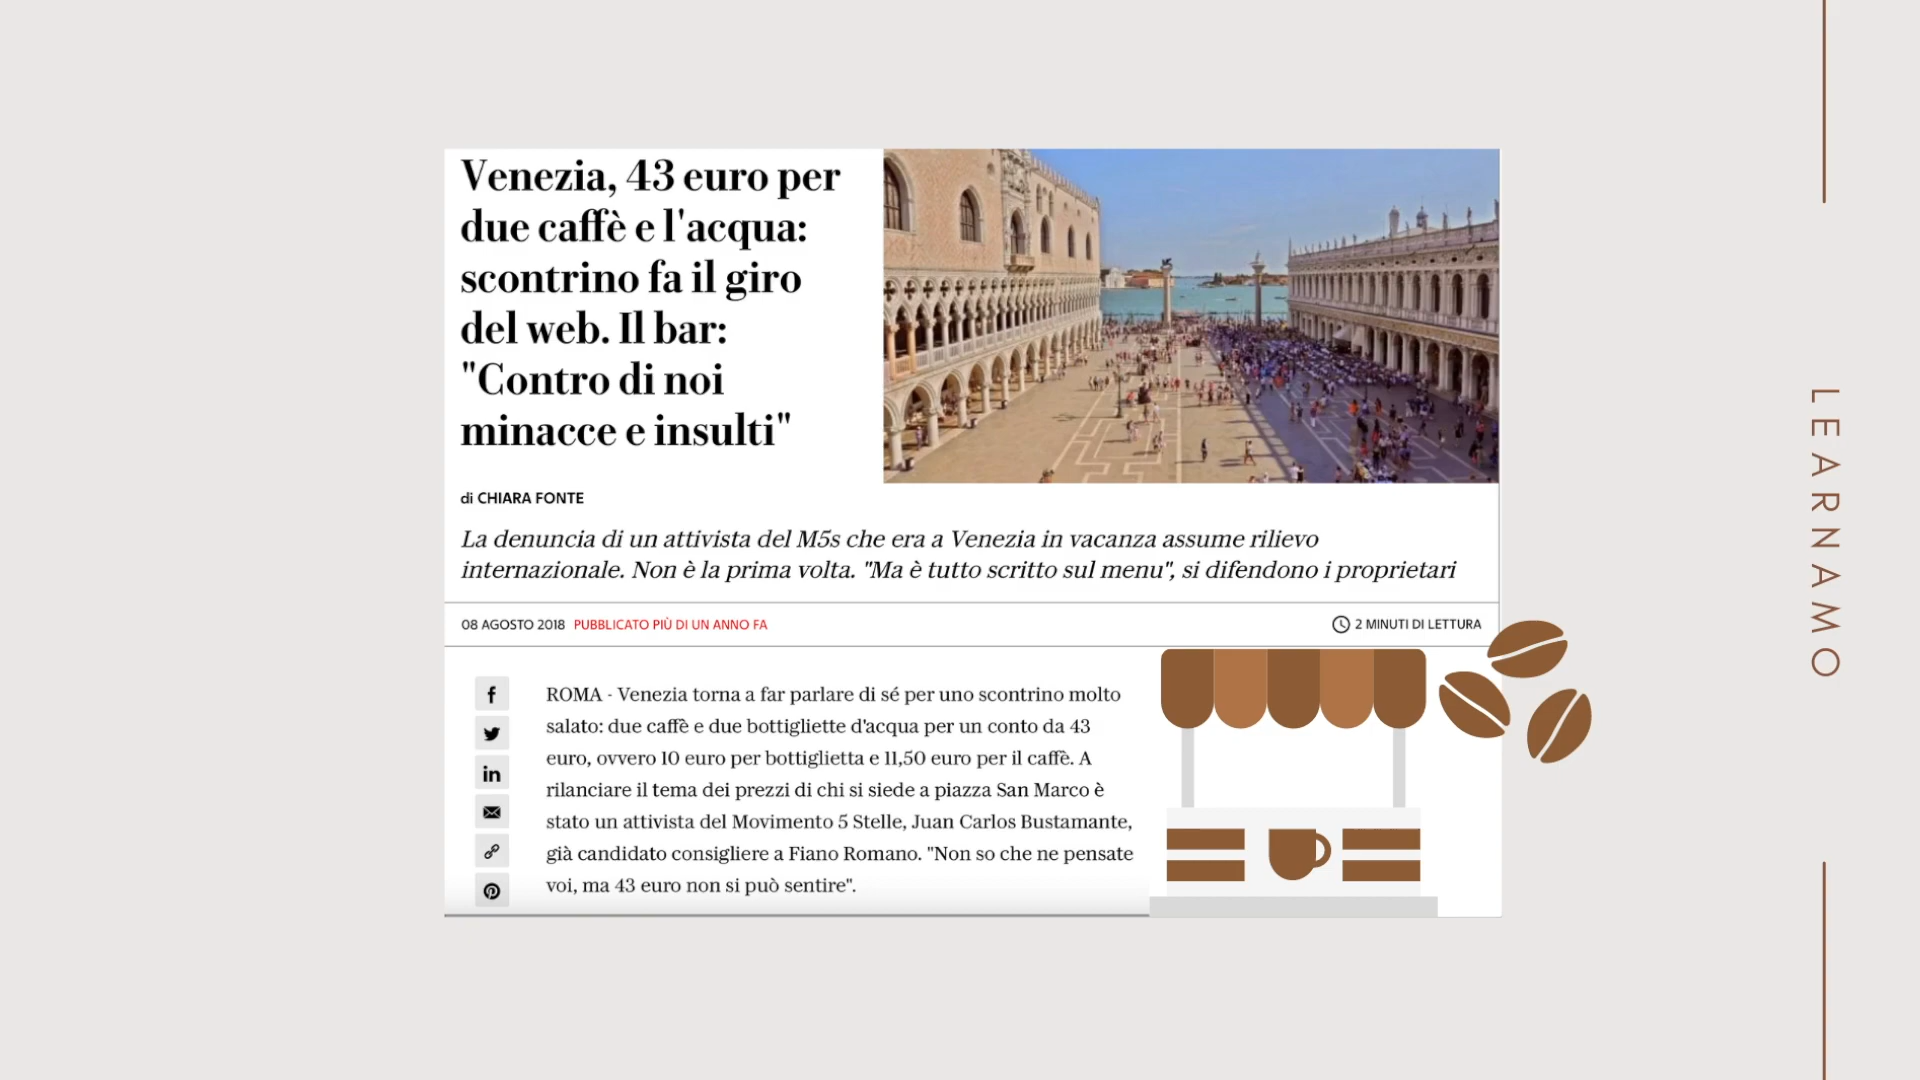 Venezia, 43 euro per
due caffè e l'acqua:
scontrino fa il giro
del web. Il bar:
"Contro di noi
minacce e insulti"
di CHIARA FONTE
La denuncia di un attivista del M5s che era a Venezia in vacanza assume rilievo
internazionale. Non è la prima volta. "Ma è tutto scritto sul menu", si difendono i proprietari
08 AGOSTO 2018 PUBBLICATO PIÙ DI UN ANNO FA
2 MINUTI DI LETTURA
ROMA - Venezia torna a far parlare di sé per uno scontrino molto
salato: due caffè e due bottigliette d'acqua per un conto da 43
euro, ovvero 10 euro per bottiglietta e 11,50 euro per il caffè. A
rilanciare il tema dei prezzi di chi si siede a piazza San Marco è
stato un attivista del Movimento 5 Stelle, Juan Carlos Bustamante,
già candidato consigliere a Fiano Romano. "Non so che ne pensate
voi, ma 43 euro non si può sentire".
LEARNAMO